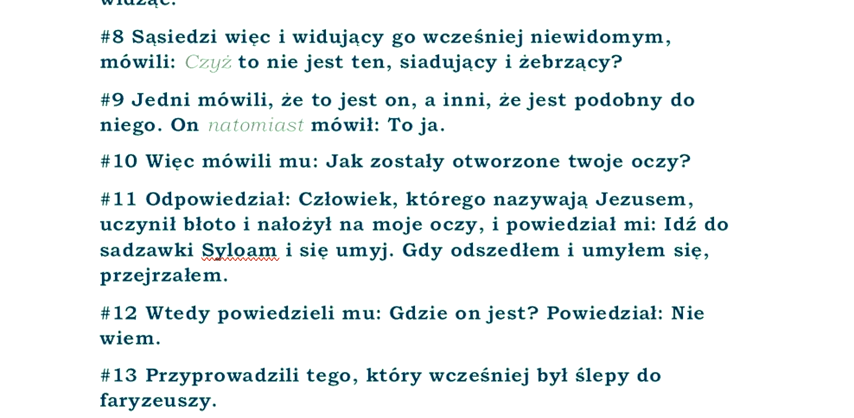 widząc.
#8 Sąsiedzi więc i widujący go wcześniej niewidomym,
mówili: Czyż to nie jest ten, siadujący i żebrzący?
#9 Jedni mówili, że to jest on, a inni, że jest podobny do
niego. On natomiast mówił: To ja.
#10 Więc mówili mu: Jak zostały otworzone twoje oczy?
#11 Odpowiedział: Człowiek, którego nazywają Jezusem,
uczynił błoto i nałożył na moje oczy, i powiedział mi: Idź do
sadzawki Syloam i się umyj. Gdy odszedłem i umyłem się,
przejrzałem.
#12 Wtedy powiedzieli mu: Gdzie on jest? Powiedział: Nie
wiem.
#13 Przyprowadzili tego, który wcześniej był ślepy do
faryzeuszy.